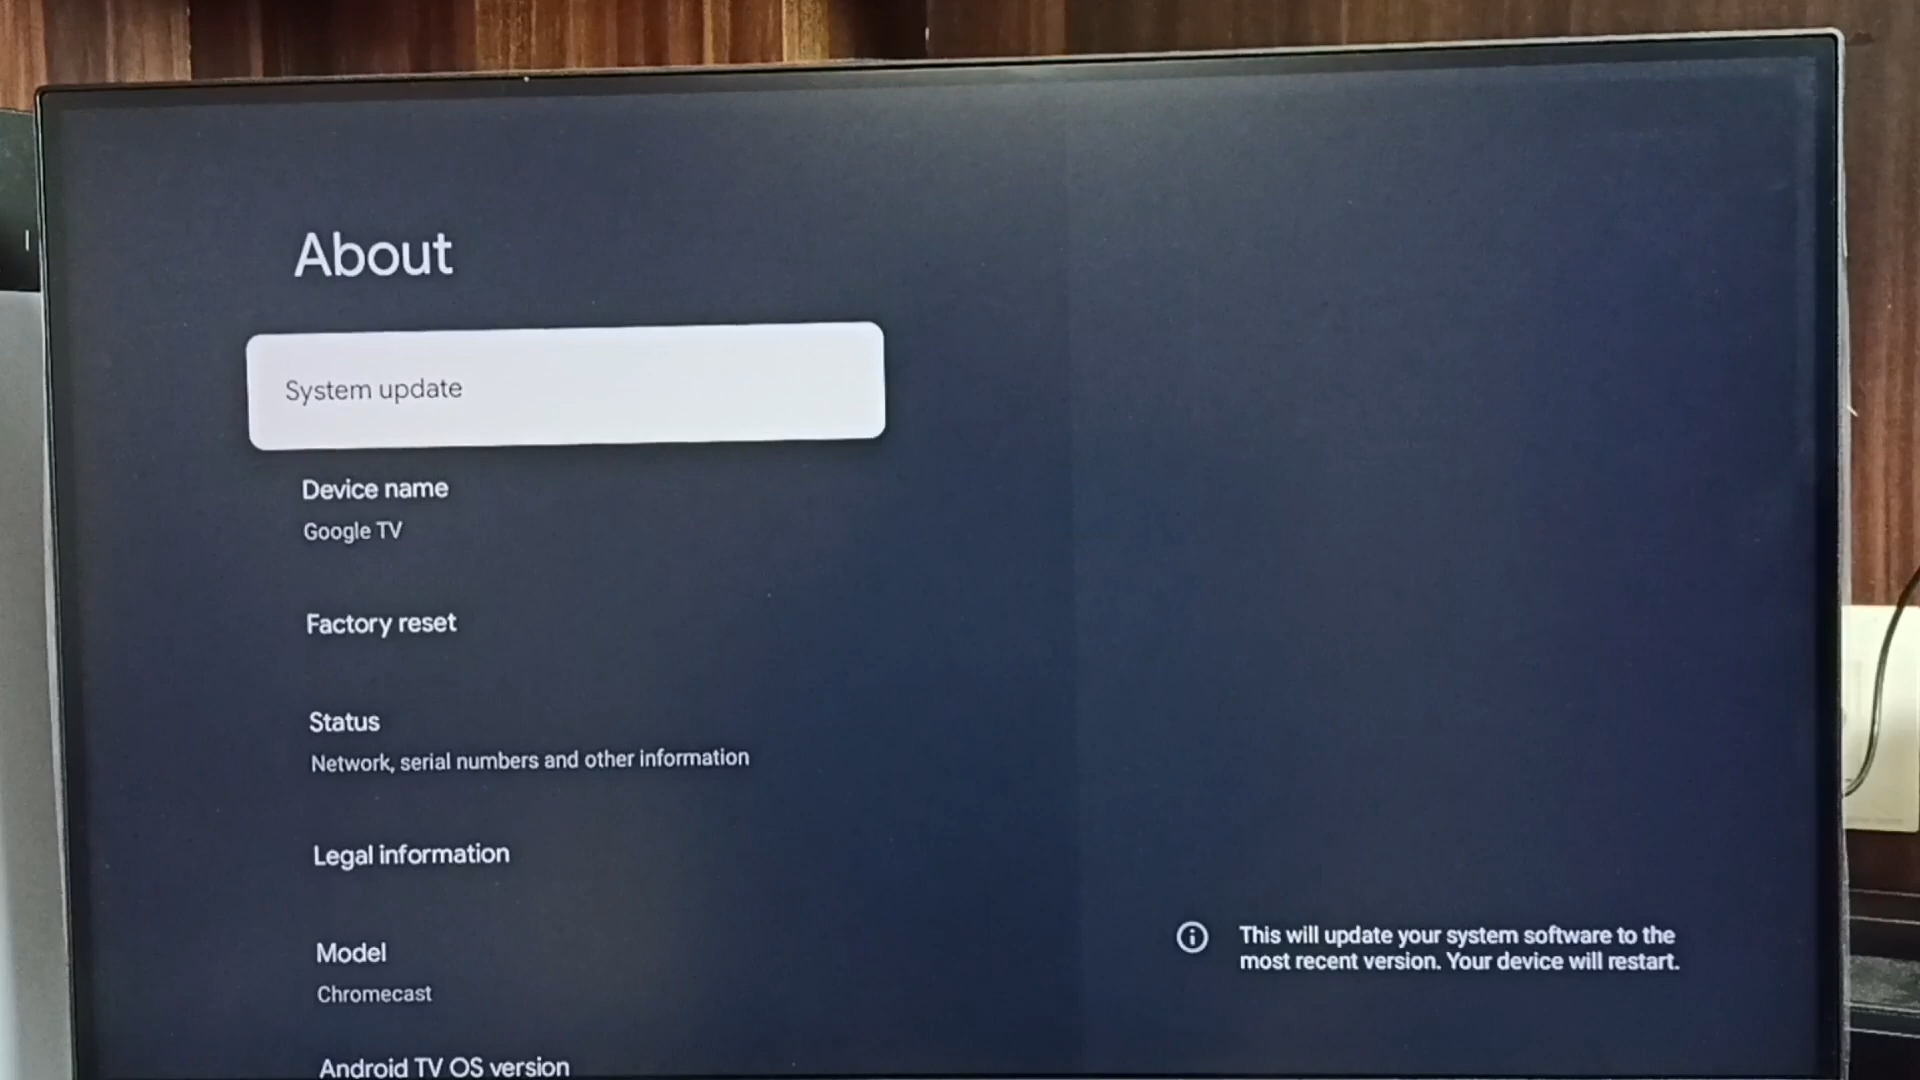 About
System update
Device name
Google TV
Factory reset
Status
Network, serial numbers and other information
Legal information
Model
Chromecast
Android TV OS version
This will update your system software to the
most recent version. Your device will restart.